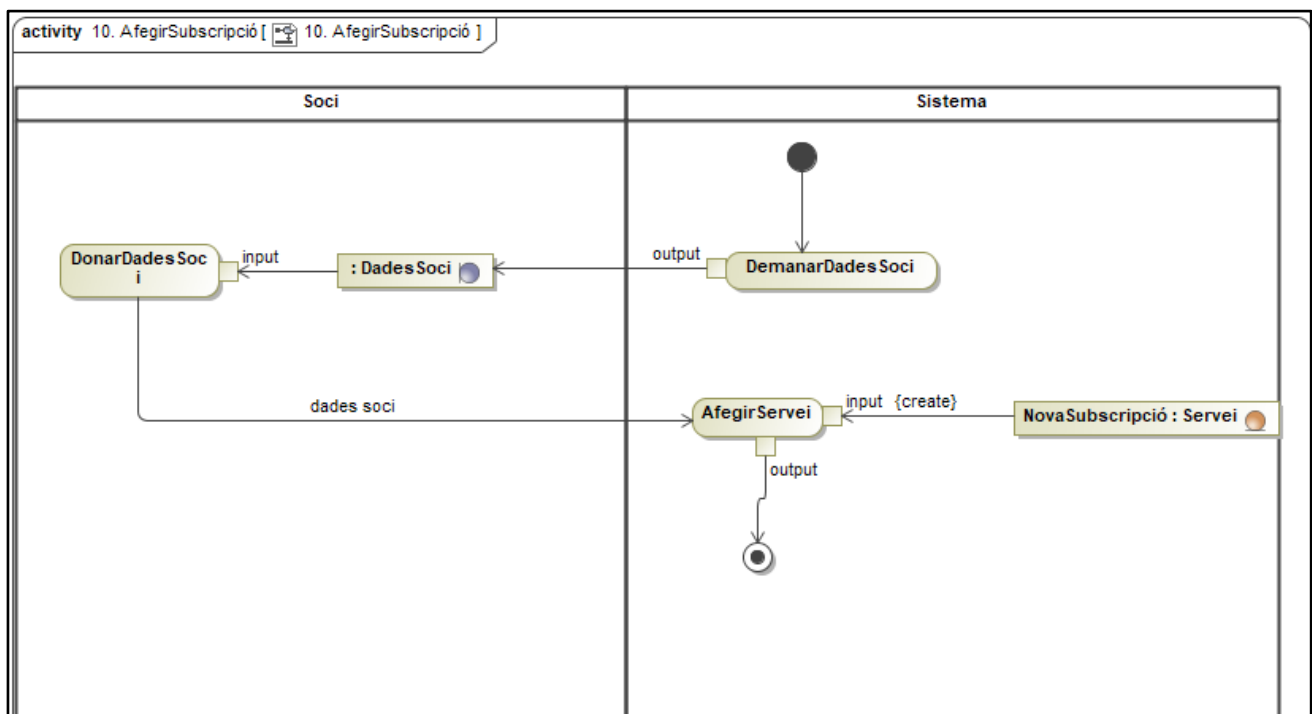 activity 10. AfegirSubscripció [ 10. AfegirSubscripció ]
Soci
Sistema
DonarDadesSoc
i
input
: DadesSoci
output
DemanarDadesSoci
dades soci
AfegirServei
input {create}
NovaSubscripció : Servei
output